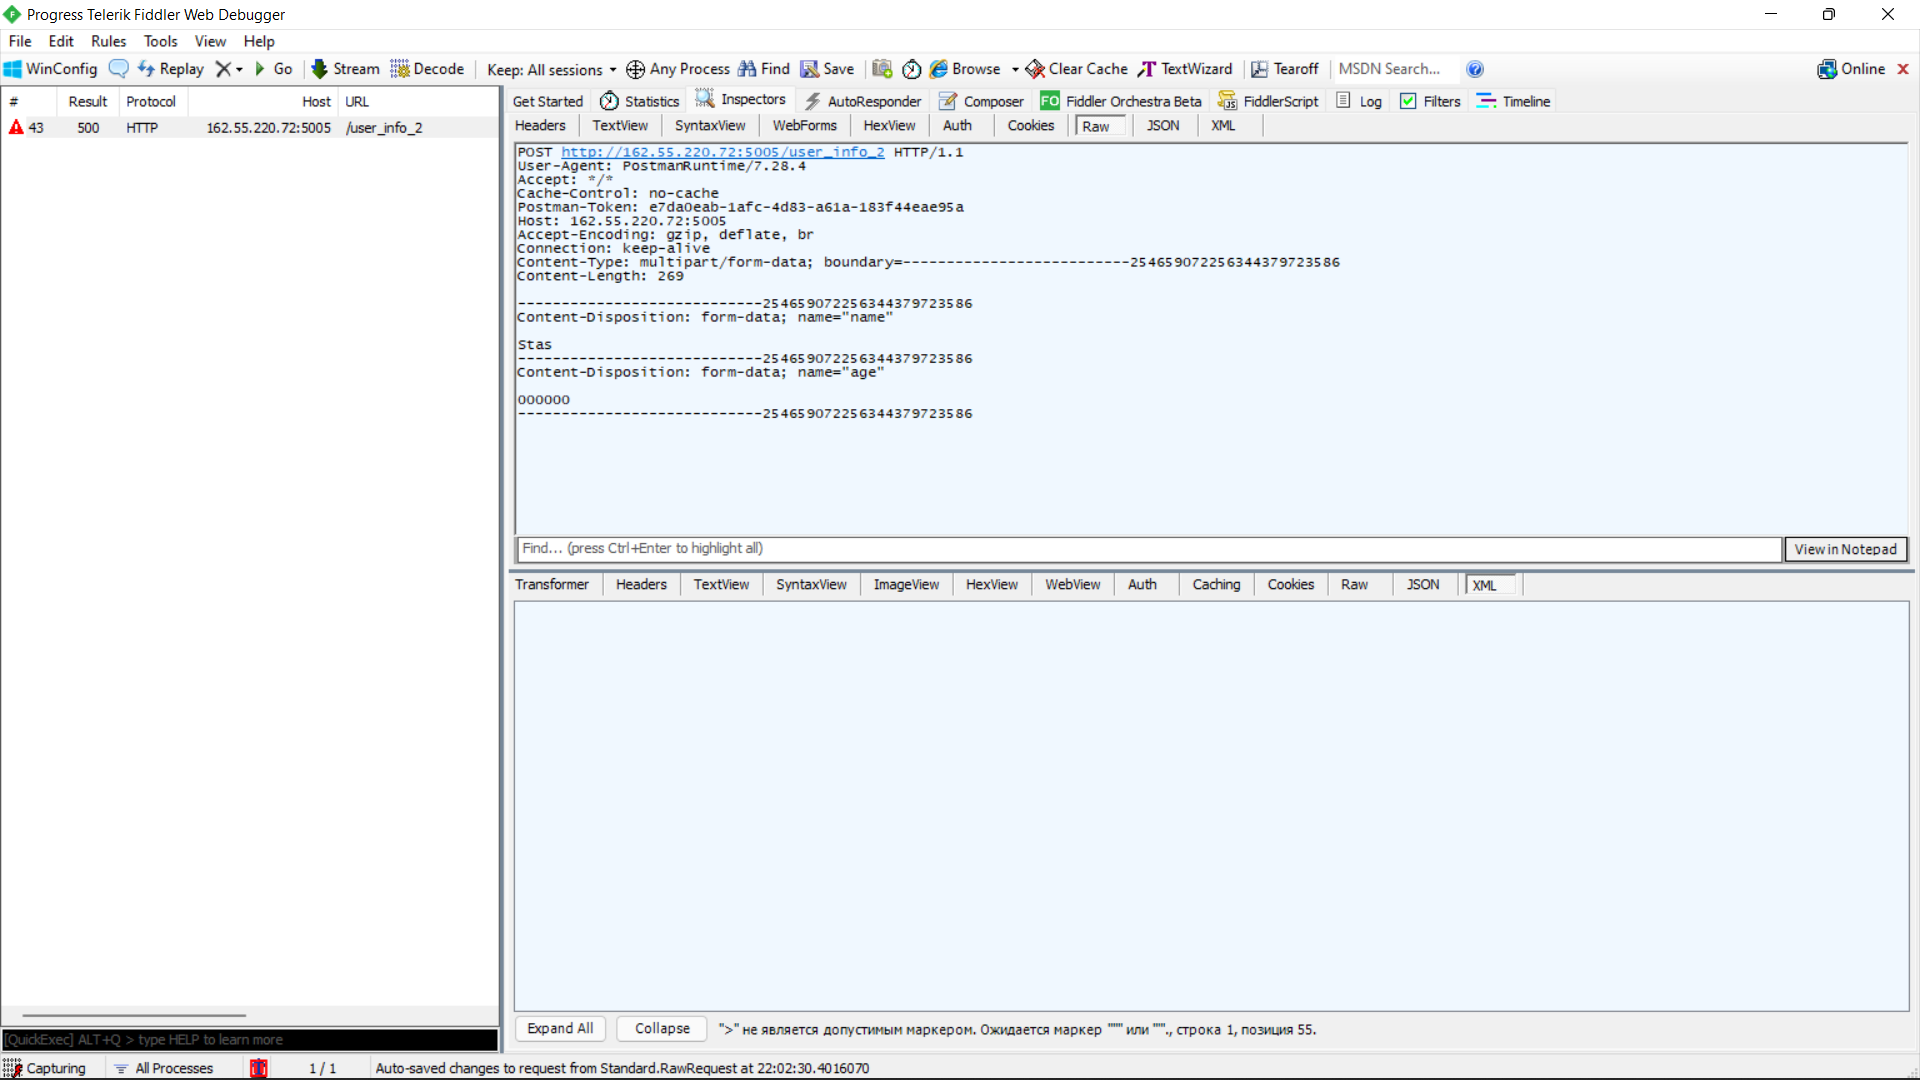 Progress Telerik Fiddler Web Debugger
File Edit Rules Tools View Help
WinConfig Replay Go Stream Decode Keep: All sessions Any Process Find Save Browse Clear Cache TextWizard Tearoff MSDN Search... Online
# Result Protocol Host URL
43 500 HTTP 162.55.220.72:5005 /user_info_2
Get Started Statistics Inspectors AutoResponder Composer FO Fiddler Orchestra Beta FiddlerScript Log Filters Timeline
Headers TextView SyntaxView WebForms HexView Auth Cookies Raw JSON XML
POST http://162.55.220.72:5005/user_info_2 HTTP/1.1
User-Agent: PostmanRuntime/7.28.4
Accept: */*
Cache-Control: no-cache
Postman-Token: e7da0eab-1afc-4d83-a61a-183f44eae95a
Host: 162.55.220.72:5005
Accept-Encoding: gzip, deflate, br
Connection: keep-alive
Content-Type: multipart/form-data; boundary=--------------------------254659072256344379723586
Content-Length: 269
----------------------------254659072256344379723586
Content-Disposition: form-data; name="name"
Stas
----------------------------254659072256344379723586
Content-Disposition: form-data; name="age"
000000
----------------------------254659072256344379723586
Find... (press Ctrl+Enter to highlight all) View in Notepad
Transformer Headers TextView SyntaxView ImageView HexView WebView Auth Caching Cookies Raw JSON XML
Expand All Collapse ">" не является допустимым маркером. Ожидается маркер """ или "'"., строка 1, позиция 55.
[QuickExec] ALT+Q > type HELP to learn more
Capturing All Processes 1 / 1 Auto-saved changes to request from Standard.RawRequest at 22:02:30.4016070